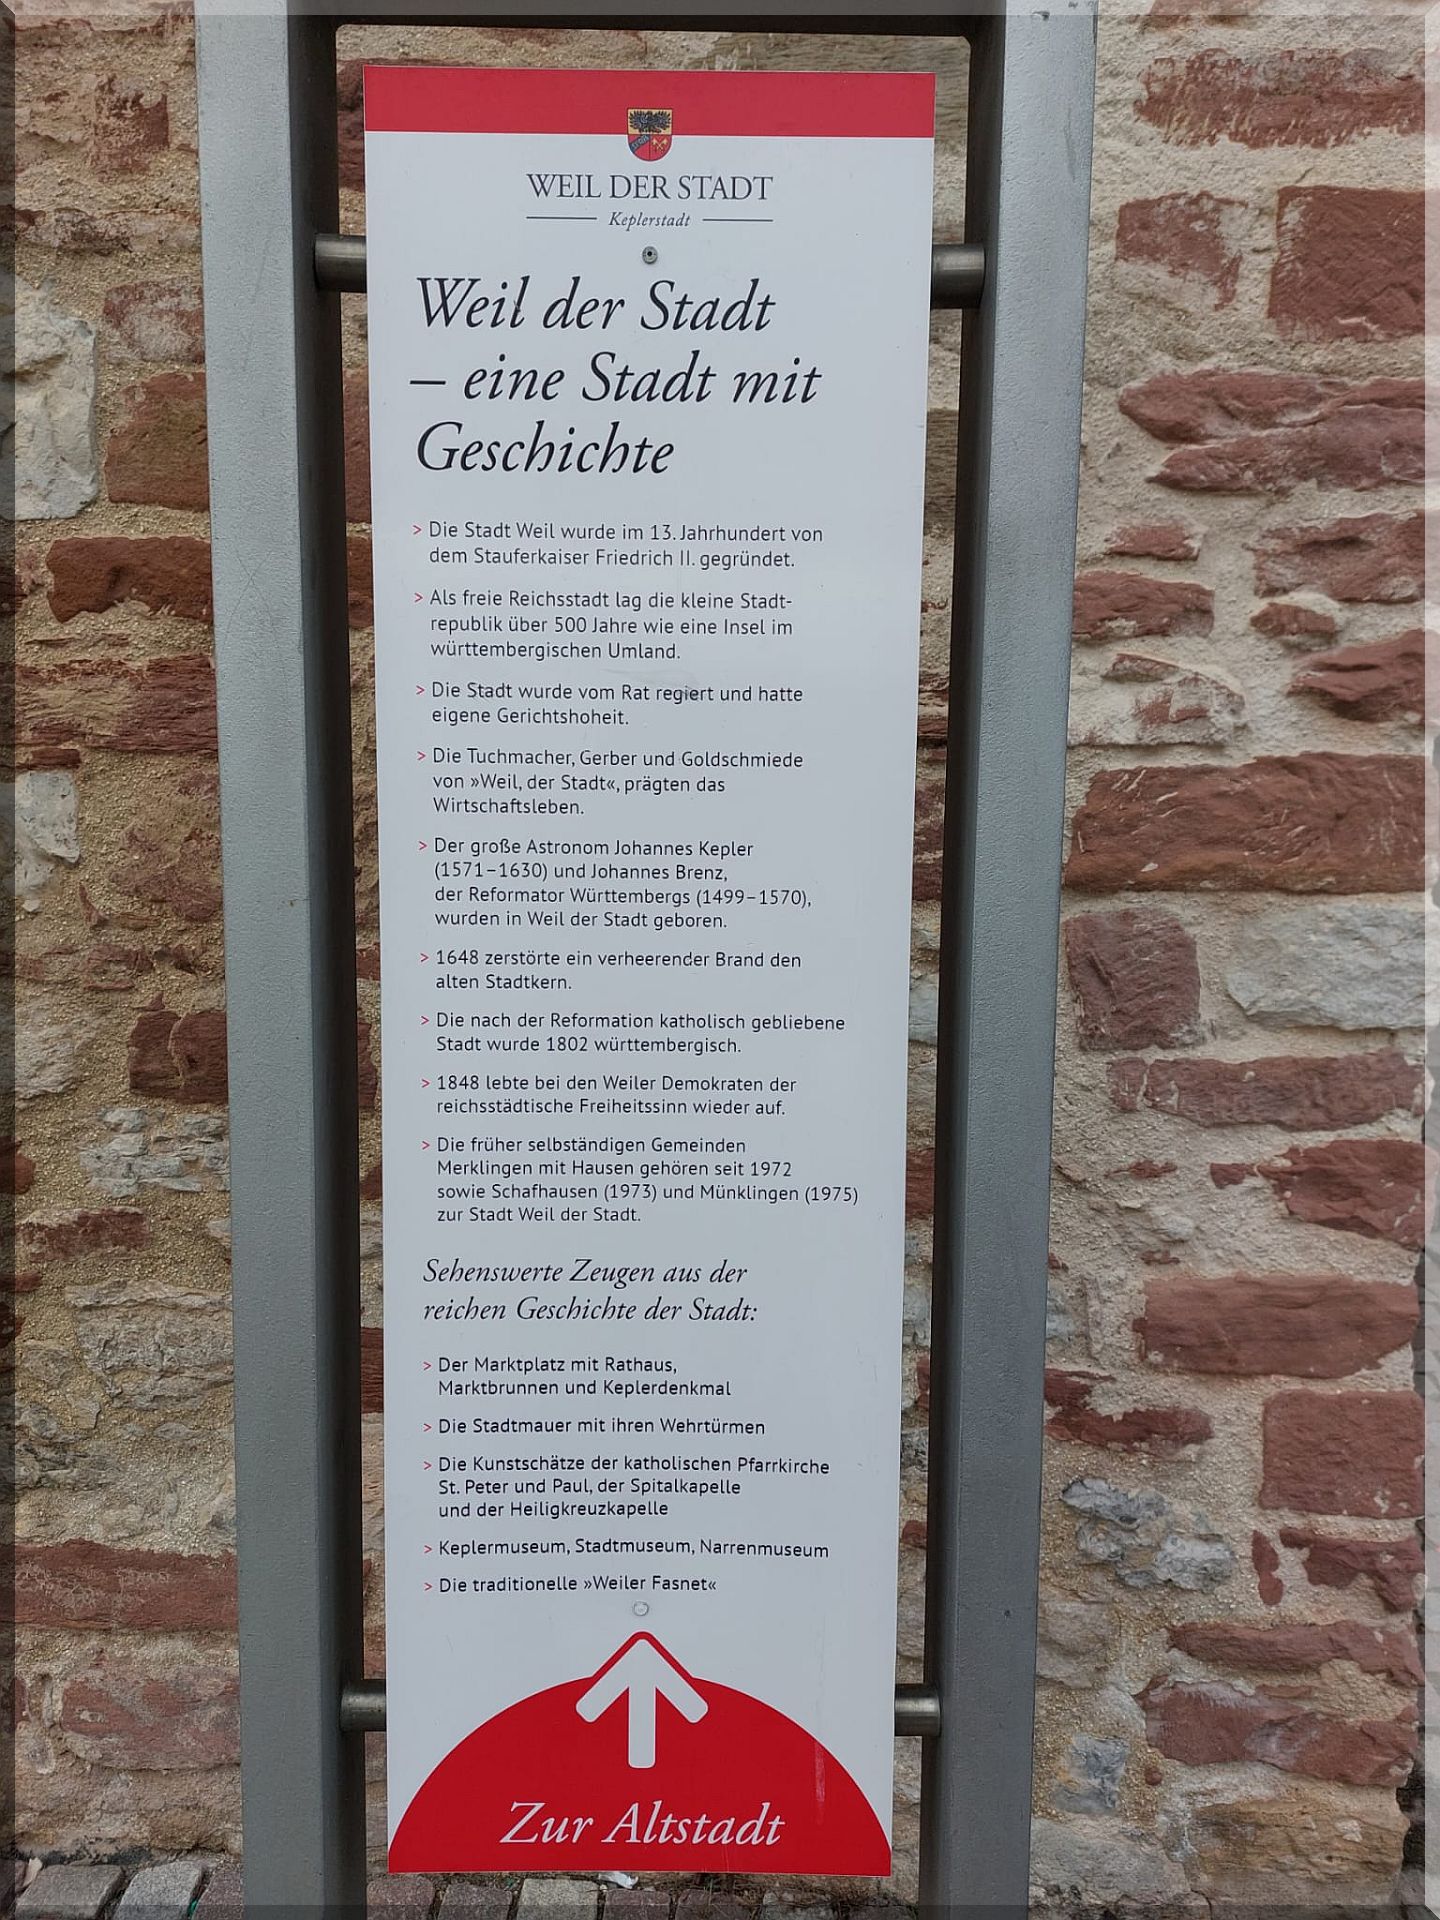 WEIL DER STADT
Keplerstadt
Weil der Stadt
– eine Stadt mit
Geschichte
> Die Stadt Weil wurde im 13. Jahrhundert von
dem Stauferkaiser Friedrich II. gegründet.
> Als freie Reichsstadt lag die kleine Stadt-
republik über 500 Jahre wie eine Insel im
württembergischen Umland.
> Die Stadt wurde vom Rat regiert und hatte
eigene Gerichtshoheit.
> Die Tuchmacher, Gerber und Goldschmiede
von »Weil, der Stadt«, prägten das
Wirtschaftsleben.
> Der große Astronom Johannes Kepler
(1571–1630) und Johannes Brenz,
der Reformator Württembergs (1499–1570),
wurden in Weil der Stadt geboren.
> 1648 zerstörte ein verheerender Brand den
alten Stadtkern.
> Die nach der Reformation katholisch gebliebene
Stadt wurde 1802 württembergisch.
> 1848 lebte bei den Weiler Demokraten der
reichsstädtische Freiheitssinn wieder auf.
> Die früher selbständigen Gemeinden
Merklingen mit Hausen gehören seit 1972
sowie Schafhausen (1973) und Münklingen (1975)
zur Stadt Weil der Stadt.
Sehenswerte Zeugen aus der
reichen Geschichte der Stadt:
> Der Marktplatz mit Rathaus,
Marktbrunnen und Keplerdenkmal
> Die Stadtmauer mit ihren Wehrtürmen
> Die Kunstschätze der katholischen Pfarrkirche
St. Peter und Paul, der Spitalkapelle
und der Heiligkreuzkapelle
> Keplermuseum, Stadtmuseum, Narrenmuseum
> Die traditionelle »Weiler Fasnet«
Zur Altstadt